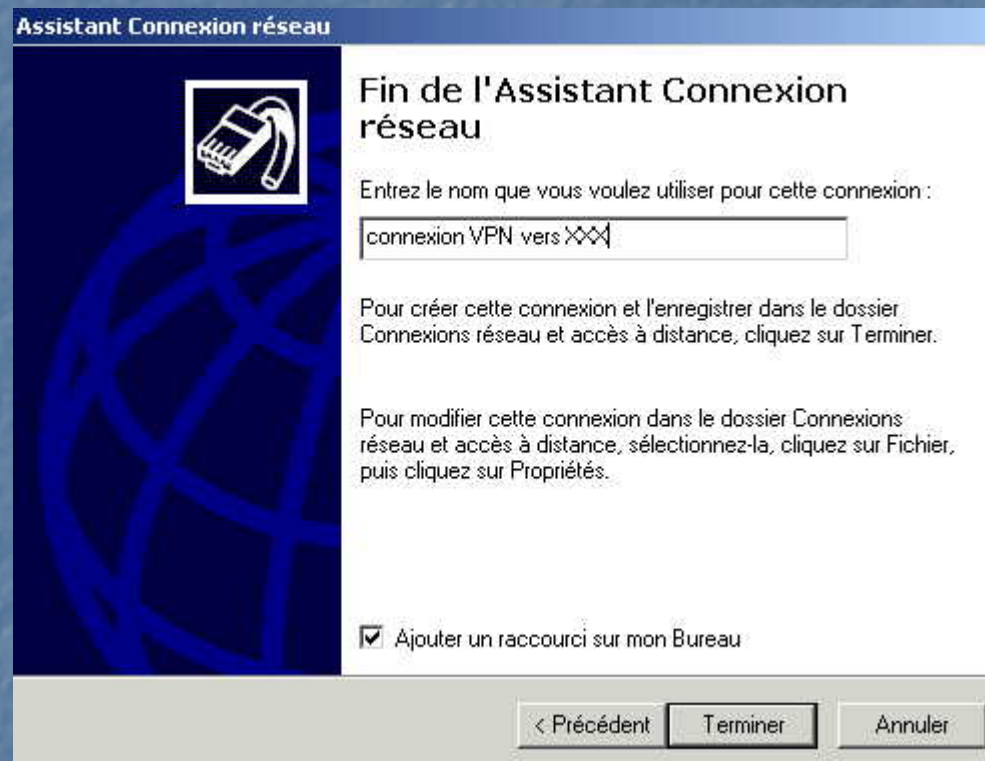 Assistant Connexion réseau
Fin de l'Assistant Connexion
réseau
Entrez le nom que vous voulez utiliser pour cette connexion :
connexion VPN vers XXX
Pour créer cette connexion et l'enregistrer dans le dossier
Connexions réseau et accès à distance, cliquez sur Terminer.
Pour modifier cette connexion dans le dossier Connexions
réseau et accès à distance, sélectionnez-la, cliquez sur Fichier,
puis cliquez sur Propriétés.
Ajouter un raccourci sur mon Bureau
< Précédent
Terminer
Annuler